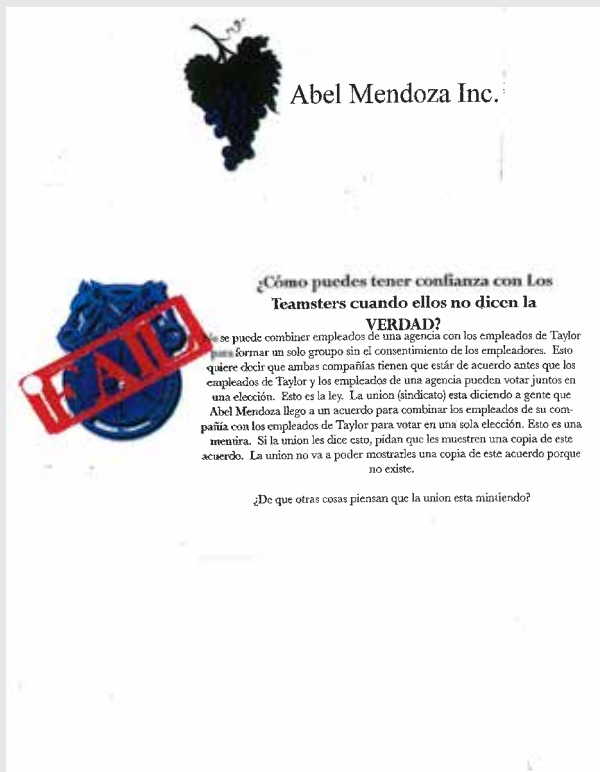 Abel Mendoza Inc.
¿Cómo puedes tener confianza con Los
Teamsters cuando ellos no dicen la
VERDAD?
se puede combiner empleados de una agencia con los empleados de Taylor
formar un solo groupo sin el consentimiento de los empleadores. Esto
quiere decir que ambas compañías tienen que estár de acuerdo antes que los
empleados de Taylor y los empleados de una agencia pueden votar juntos en
una elección. Esto es la ley. La union (sindicato) esta diciendo a gente que
Abel Mendoza llego a un acuerdo para combinar los empleados de su com-
pañía con los empleados de Taylor para votar en una sola elección. Esto es una
mentira. Si la union les dice esto, pidan que les muestren una copia de este
acuerdo. La union no va a poder mostrarles una copia de este acuerdo porque
no existe.
¿De que otras cosas piensan que la union esta mintiendo?